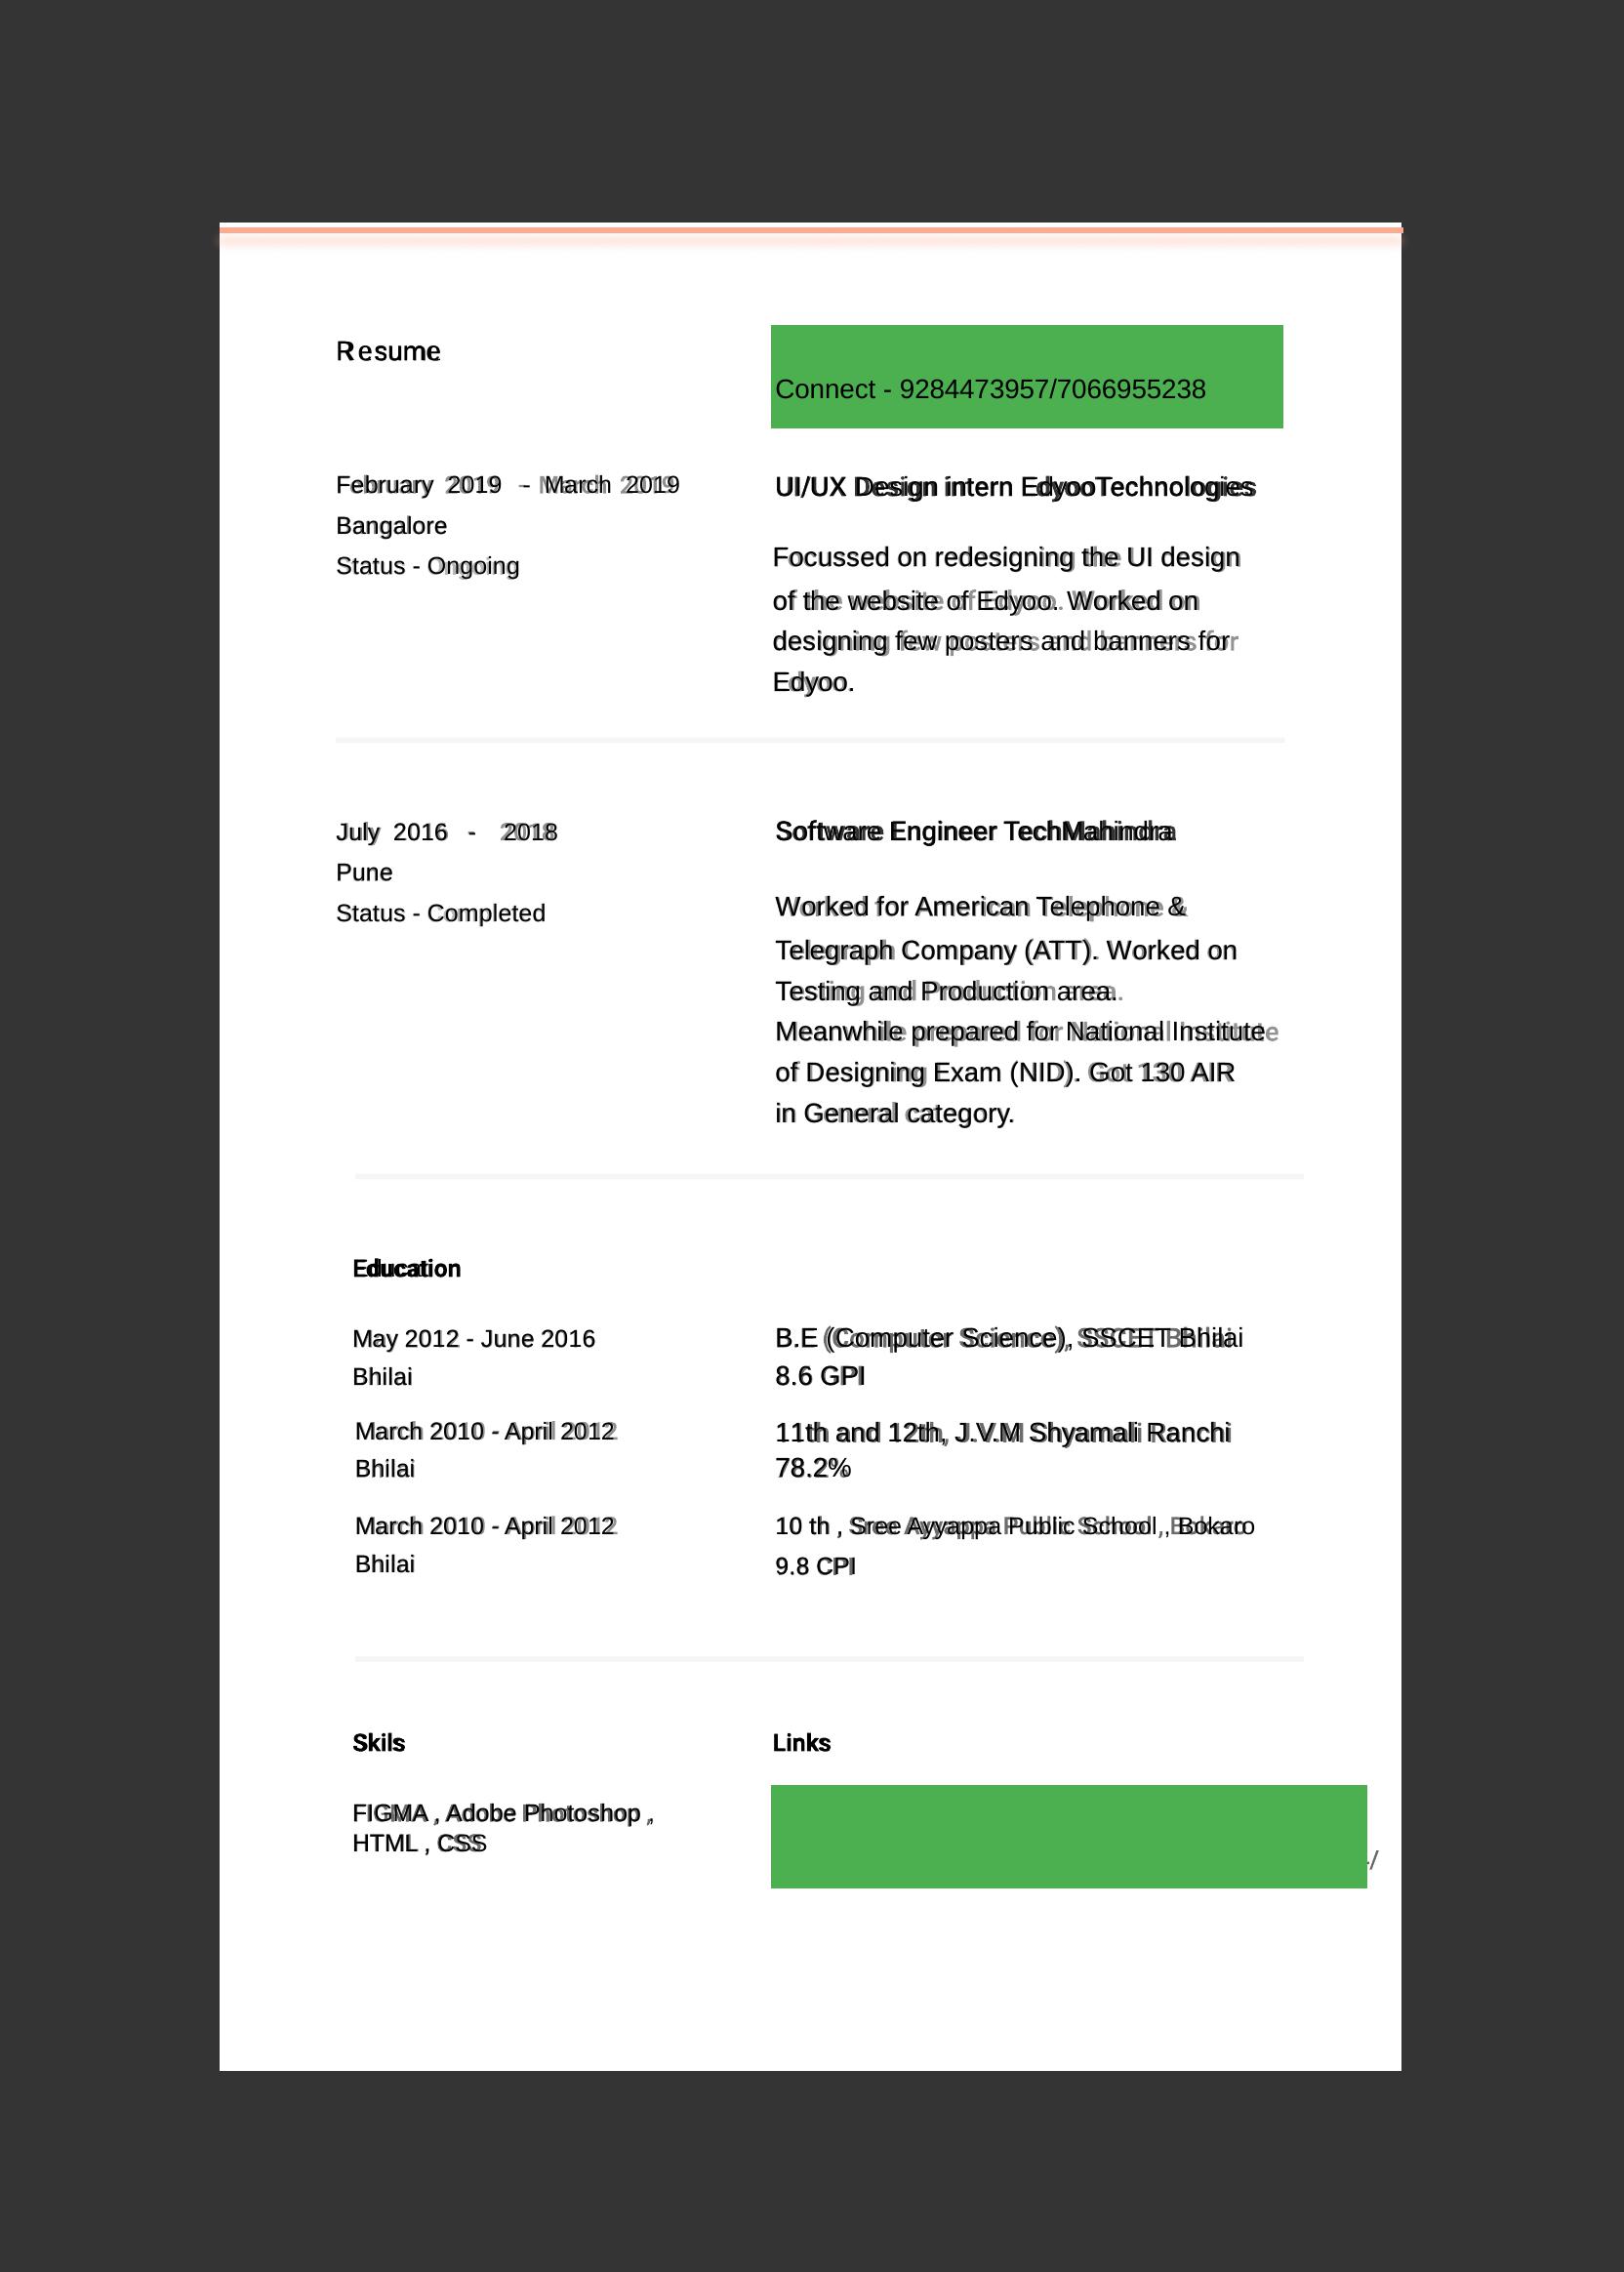 Resume
Connect - 9284473957/7066955238
February 2019 - March 2019
Bangalore
Status - Ongoing
UI/UX Design intern EdyooTechnologies
Focussed on redesigning the UI design
of the website of Edyoo. Worked on
designing few posters and banners for
Edyoo.
July 2016 - 2018
Pune
Status - Completed
Software Engineer TechMahindra
Worked for American Telephone &
Telegraph Company (ATT). Worked on
Testing and Production area.
Meanwhile prepared for National Institute
of Designing Exam (NID). Got 130 AIR
in General category.
Education
May 2012 - June 2016
Bhilai
B.E (Computer Science), SSCET Bhilai
8.6 GPI
March 2010 - April 2012
Bhilai
11th and 12th, J.V.M Shyamali Ranchi
78.2%
March 2010 - April 2012
Bhilai
10 th , Sree Ayyappa Public School , Bokaro
9.8 CPI
Skils
FIGMA , Adobe Photoshop ,
HTML , CSS
Links